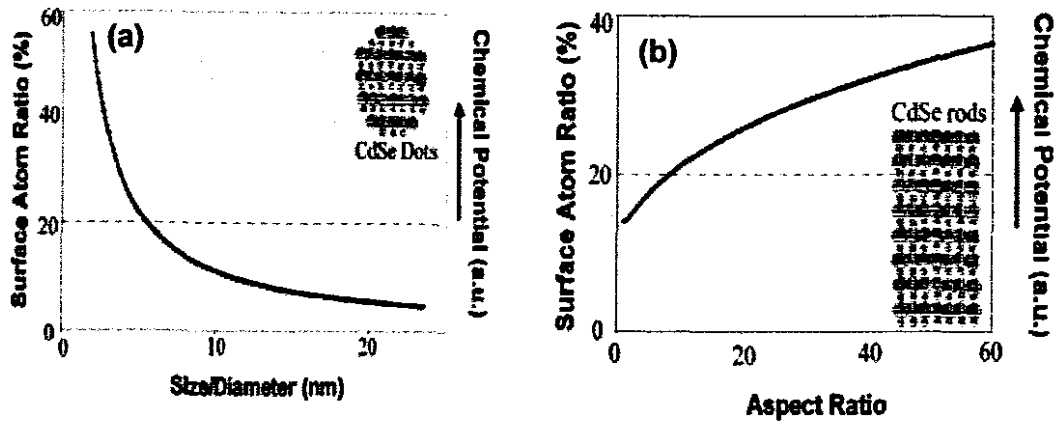 (a)
60
40
20
0
0
10
20
Surface Atom Ratio (%)
Size/Diameter (nm)
CdSe Dots
Chemical Potential (a.u.)
(b)
40
20
0
0
20
40
60
Surface Atom Ratio (%)
Aspect Ratio
CdSe rods
Chemical Potential (a.u.)